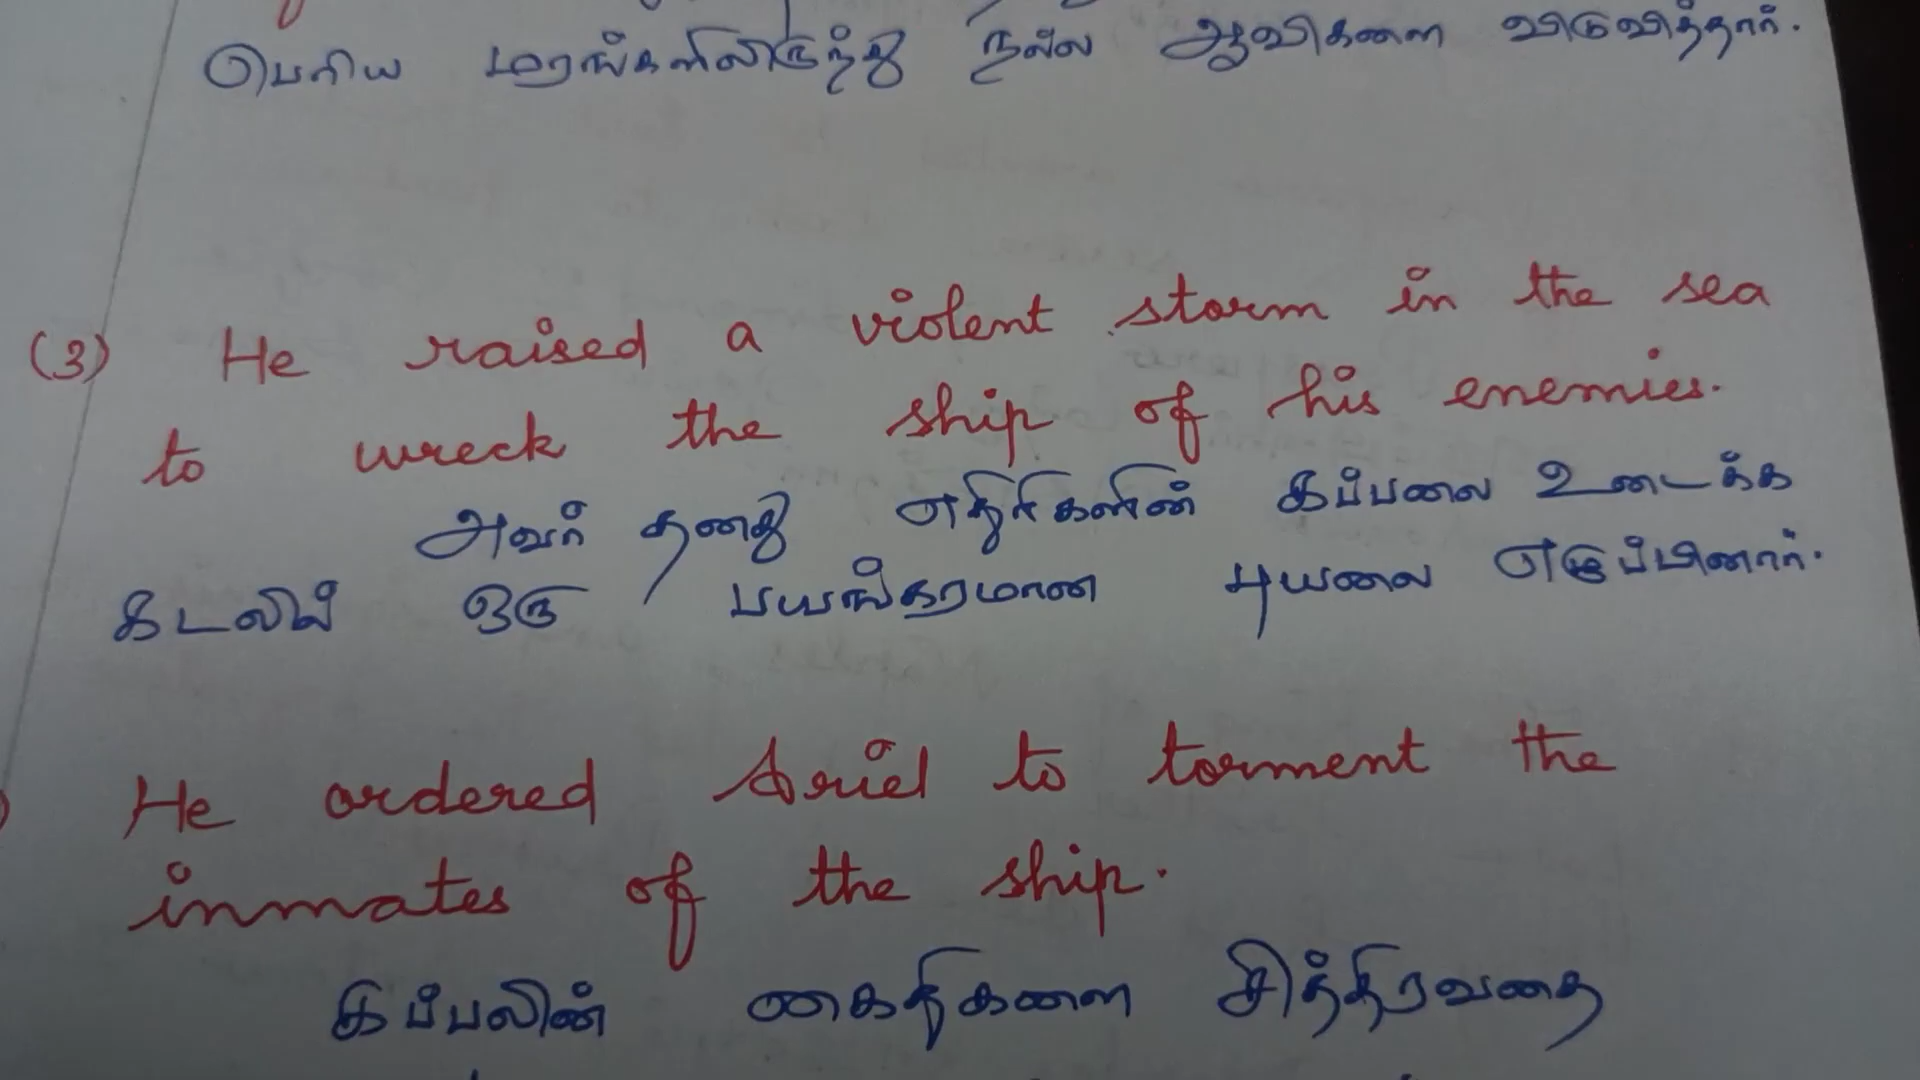 பெரிய மரங்களிலிருந்து நல்ல ஆவிகளை விடுவித்தார்.
(3) He raised a violent storm in the sea
to wreck the ship of his enemies.
அவர் தனது எதிரிகளின் கப்பலை உடைக்க
கடலில் ஒரு பயங்கரமான புயலை எழுப்பினார்.
He ordered Ariel to torment the
inmates of the ship.
கப்பலின் கைதிகளை சித்திரவதை